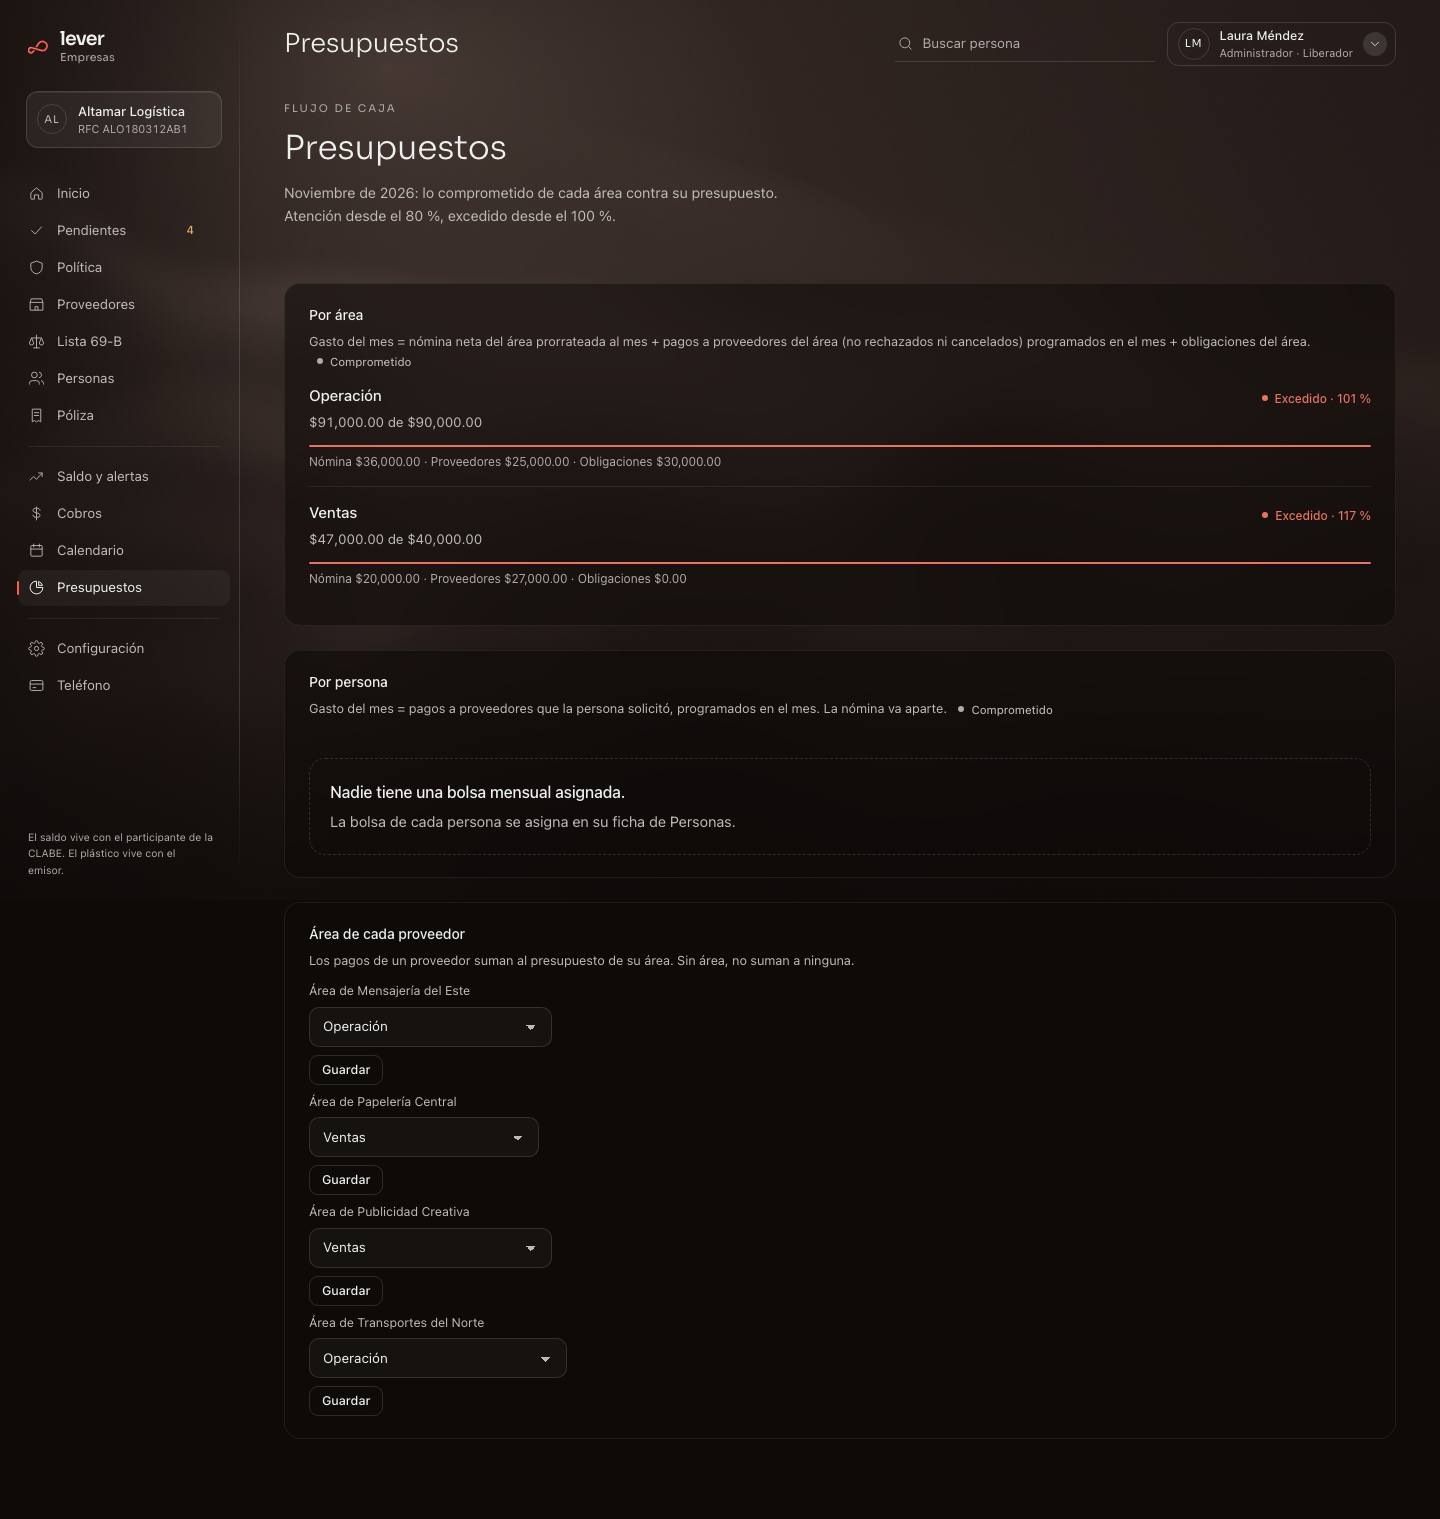 lever
Empresas
AL
Altamar Logística
RFC ALO180312AB1
Inicio
Pendientes 4
Política
Proveedores
Lista 69-B
Personas
Póliza
Saldo y alertas
Cobros
Calendario
Presupuestos
Configuración
Teléfono
El saldo vive con el participante de la
CLABE. El plástico vive con el
emisor.
Presupuestos
Buscar persona
LM
Laura Méndez
Administrador · Liberador
FLUJO DE CAJA
Presupuestos
Noviembre de 2026: lo comprometido de cada área contra su presupuesto.
Atención desde el 80 %, excedido desde el 100 %.
Por área
Gasto del mes = nómina neta del área prorrateada al mes + pagos a proveedores del área (no rechazados ni cancelados) programados en el mes + obligaciones del área.
Comprometido
Operación
Excedido · 101 %
$91,000.00 de $90,000.00
Nómina $36,000.00 · Proveedores $25,000.00 · Obligaciones $30,000.00
Ventas
Excedido · 117 %
$47,000.00 de $40,000.00
Nómina $20,000.00 · Proveedores $27,000.00 · Obligaciones $0.00
Por persona
Gasto del mes = pagos a proveedores que la persona solicitó, programados en el mes. La nómina va aparte. Comprometido
Nadie tiene una bolsa mensual asignada.
La bolsa de cada persona se asigna en su ficha de Personas.
Área de cada proveedor
Los pagos de un proveedor suman al presupuesto de su área. Sin área, no suman a ninguna.
Área de Mensajería del Este
Operación
Guardar
Área de Papelería Central
Ventas
Guardar
Área de Publicidad Creativa
Ventas
Guardar
Área de Transportes del Norte
Operación
Guardar